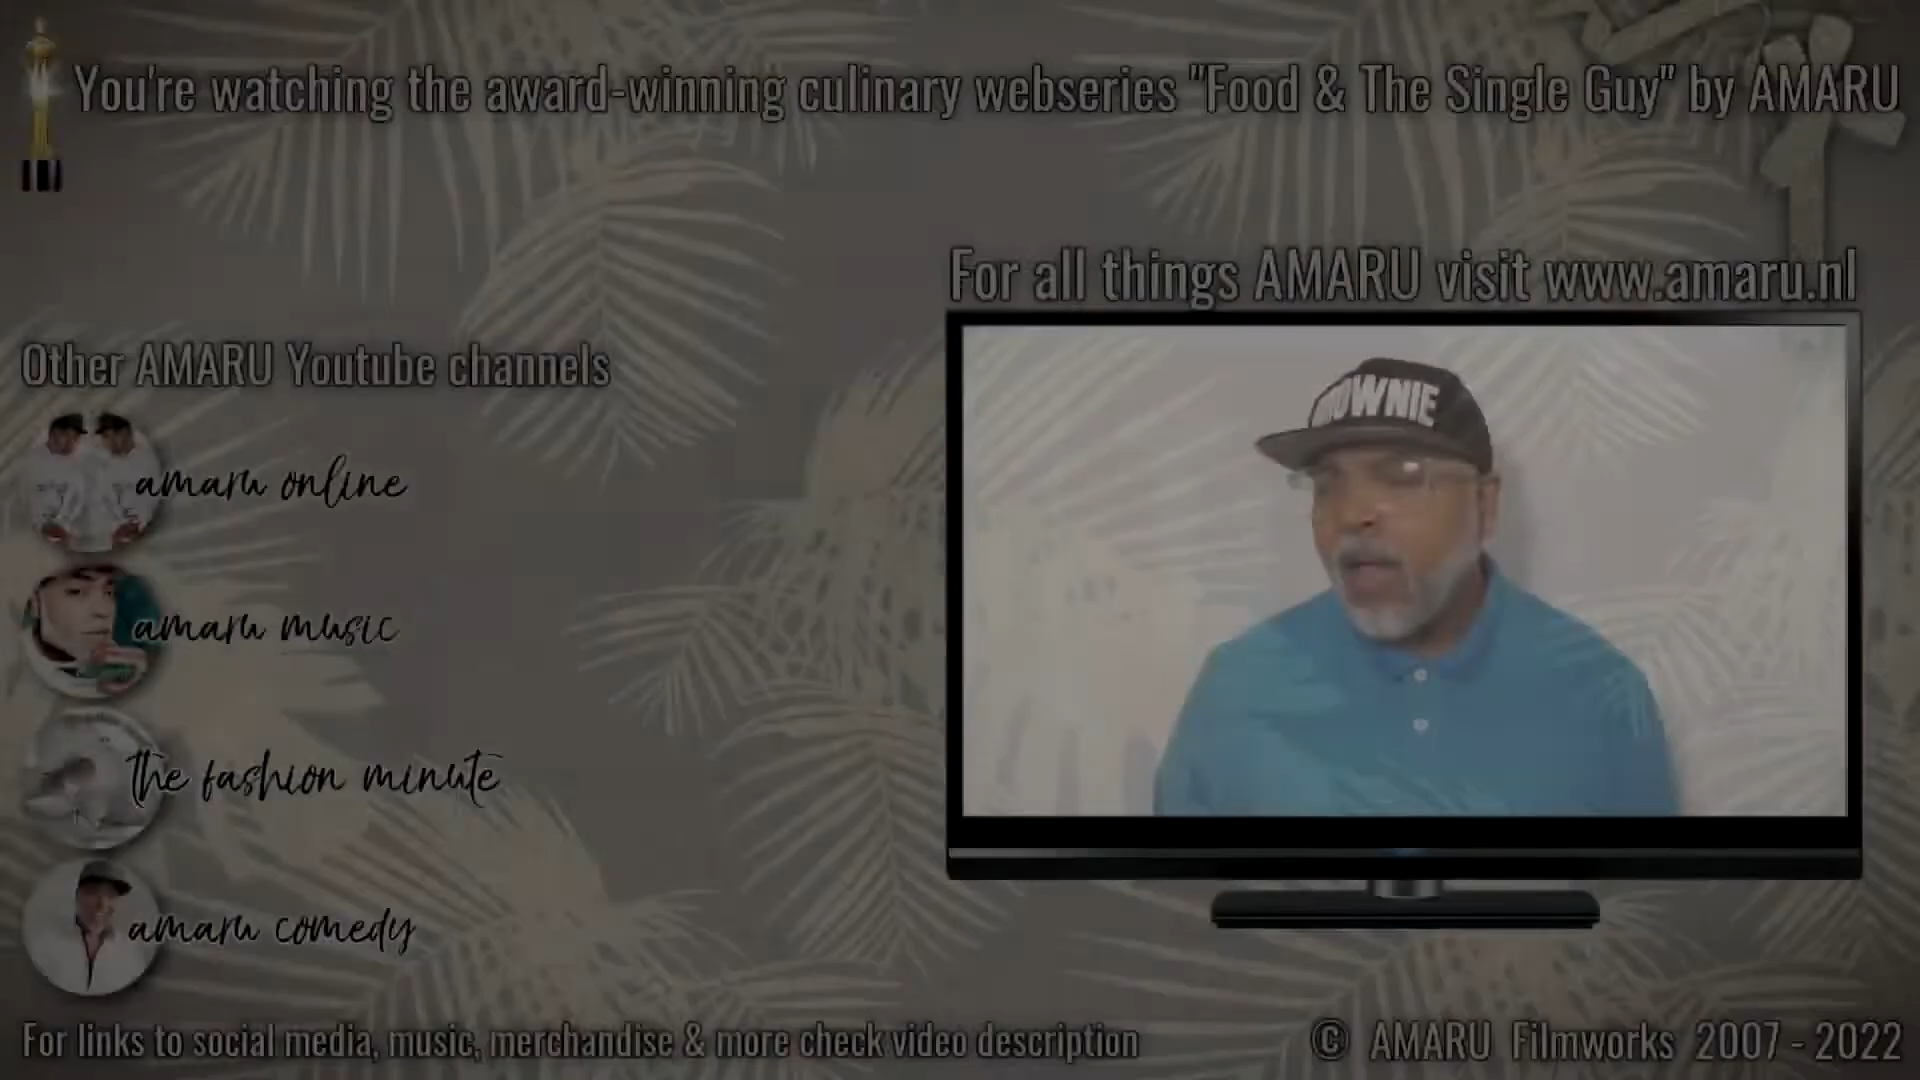 You're watching the award-winning culinary webseries "Food & The Single Guy" by AMARU
For all things AMARU visit www.amaru.nl
Other AMARU Youtube channels
amaru online
amaru music
the fashion minute
amaru comedy
BROWNIE
For links to social media, music, merchandise & more check video description
© AMARU Filmworks 2007 - 2022